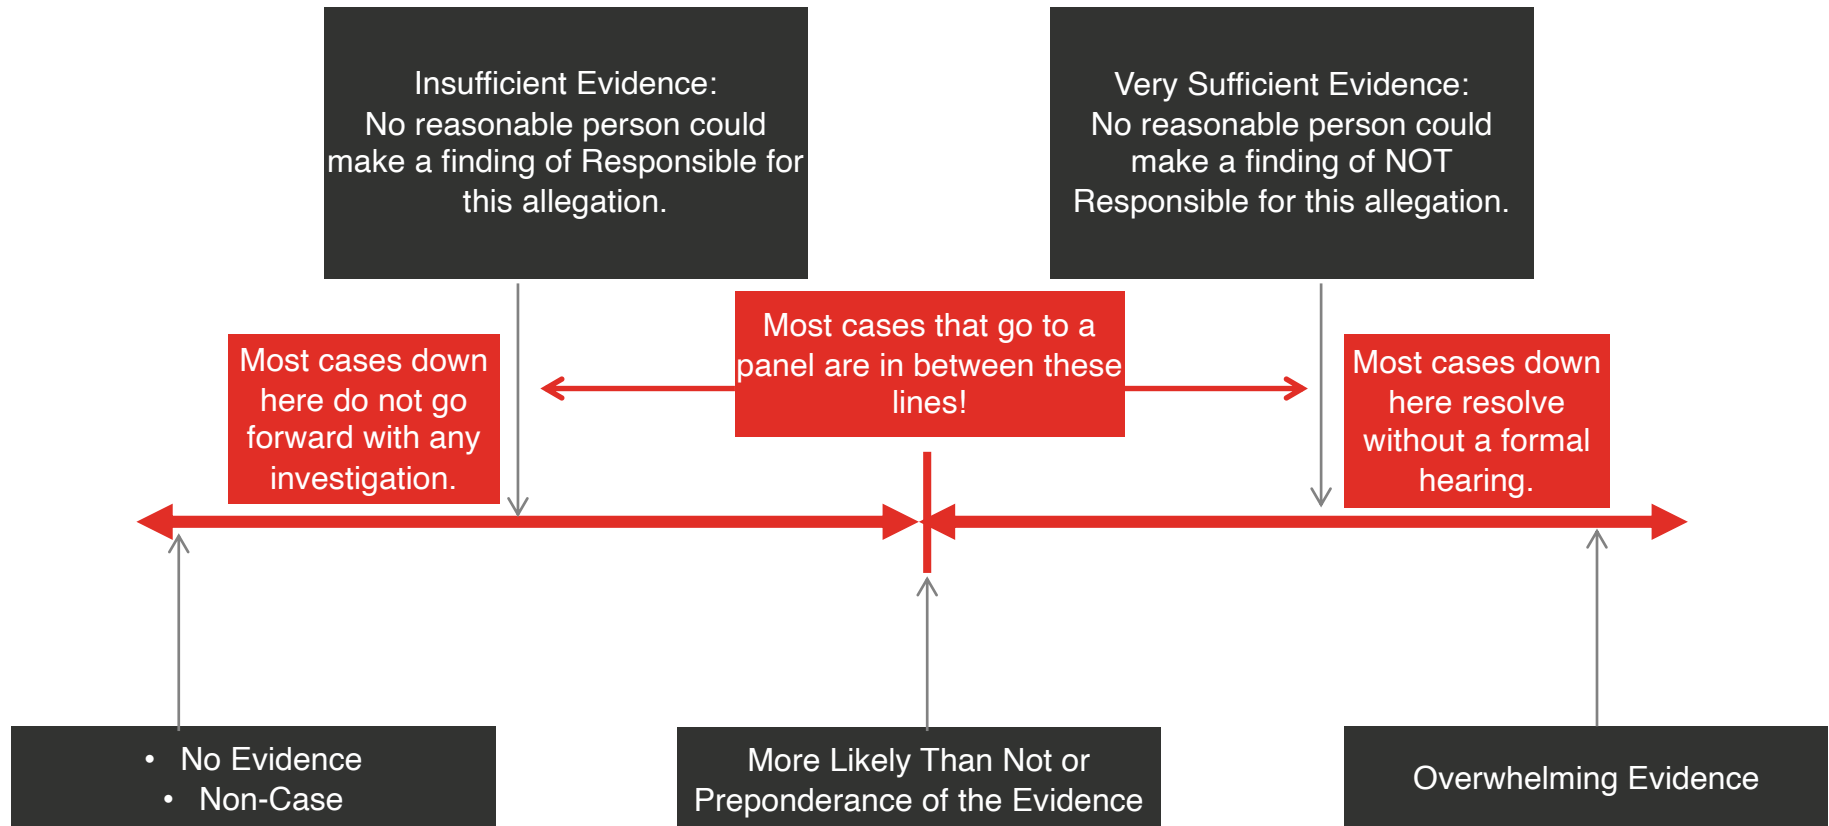 Insufficient Evidence:
No reasonable person could
make a finding of Responsible for
this allegation.
Very Sufficient Evidence:
No reasonable person could
make a finding of NOT
Responsible for this allegation.
Most cases that go to a
panel are in between these
lines!
Most cases down
here do not go
forward with any
investigation.
Most cases down
here resolve
without a formal
hearing.
• No Evidence
• Non-Case
More Likely Than Not or
Preponderance of the Evidence
Overwhelming Evidence